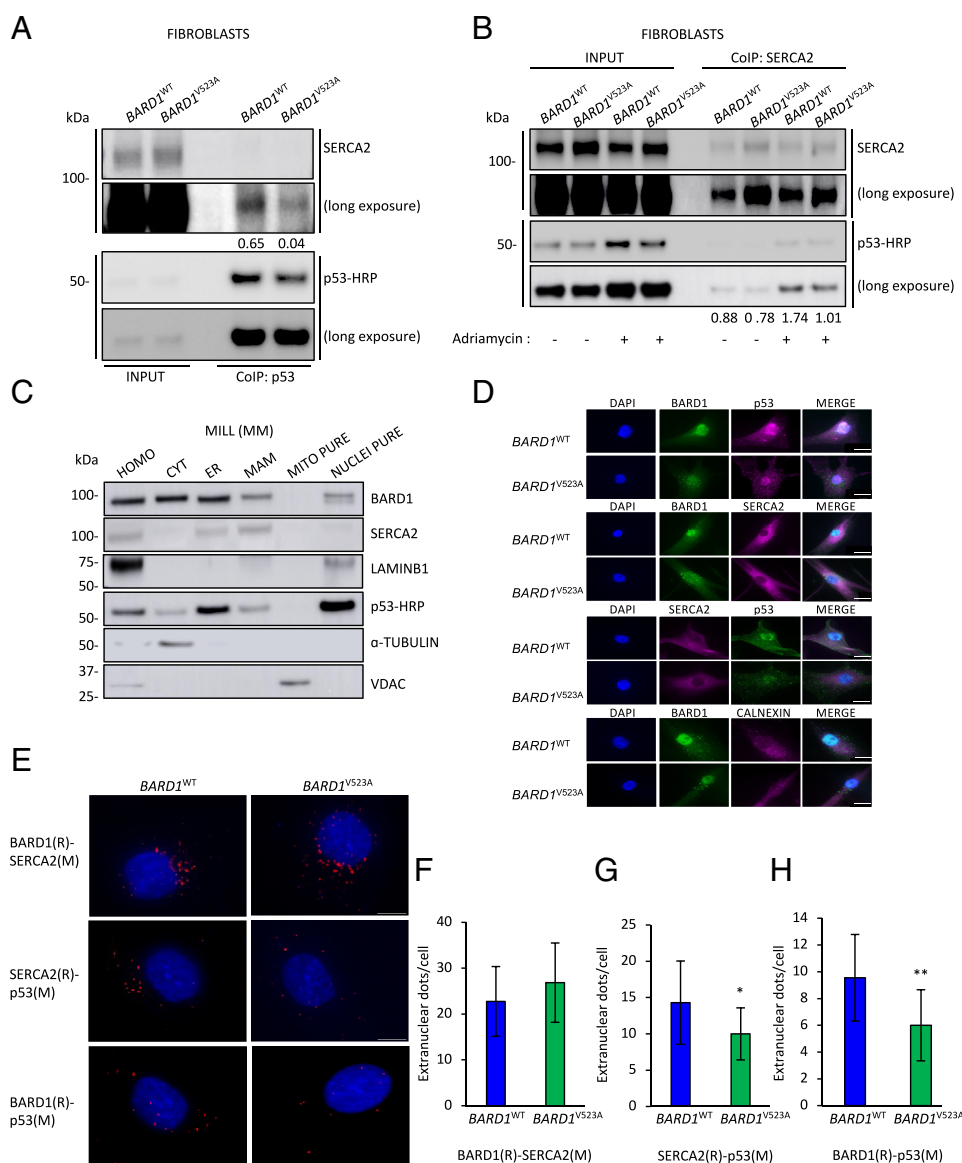 A
FIBROBLASTS
BARD1WT
BARD1V523A
BARD1WT
BARD1V523A
kDa
SERCA2
100-
(long exposure)
0.65 0.04
p53-HRP
50-
(long exposure)
INPUT CoIP: p53
B
FIBROBLASTS
INPUT CoIP: SERCA2
BARD1WT
BARD1V523A
BARD1WT
BARD1V523A
BARD1WT
BARD1V523A
BARD1WT
BARD1V523A
kDa
SERCA2
100-
(long exposure)
50-
p53-HRP
(long exposure)
0.88 0 .78 1.74 1.01
Adriamycin : - - + + - - + +
C
MILL (MM)
kDa
HOMO
CYT
ER
MAM
MITO PURE
NUCLEI PURE
100- BARD1
100- SERCA2
75-
LAMINB1
50-
50- p53-HRP
50- α-TUBULIN
37-
VDAC
25-
D
DAPI BARD1 p53 MERGE
BARD1WT
BARD1V523A
DAPI BARD1 SERCA2 MERGE
BARD1WT
BARD1V523A
DAPI SERCA2 p53 MERGE
BARD1WT
BARD1V523A
DAPI BARD1 CALNEXIN MERGE
BARD1WT
BARD1V523A
E
BARD1WT BARD1V523A
BARD1(R)-
SERCA2(M)
SERCA2(R)-
p53(M)
BARD1(R)-
p53(M)
F
Extranuclear dots/cell
40
30
20
10
0
BARD1WT BARD1V523A
BARD1(R)-SERCA2(M)
G
Extranuclear dots/cell
25
20
15
10
5
0
*
BARD1WT BARD1V523A
SERCA2(R)-p53(M)
H
Extranuclear dots/cell
14
12
10
8
6
4
2
0
**
BARD1WT BARD1V523A
BARD1(R)-p53(M)